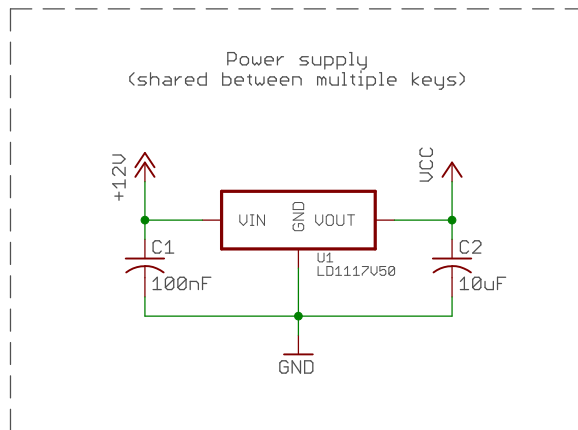 Power supply
(shared between multiple keys)
+12V
VCC
VIN
GND
VOUT
C1
U1
LD1117V50
C2
100nF
10uF
GND